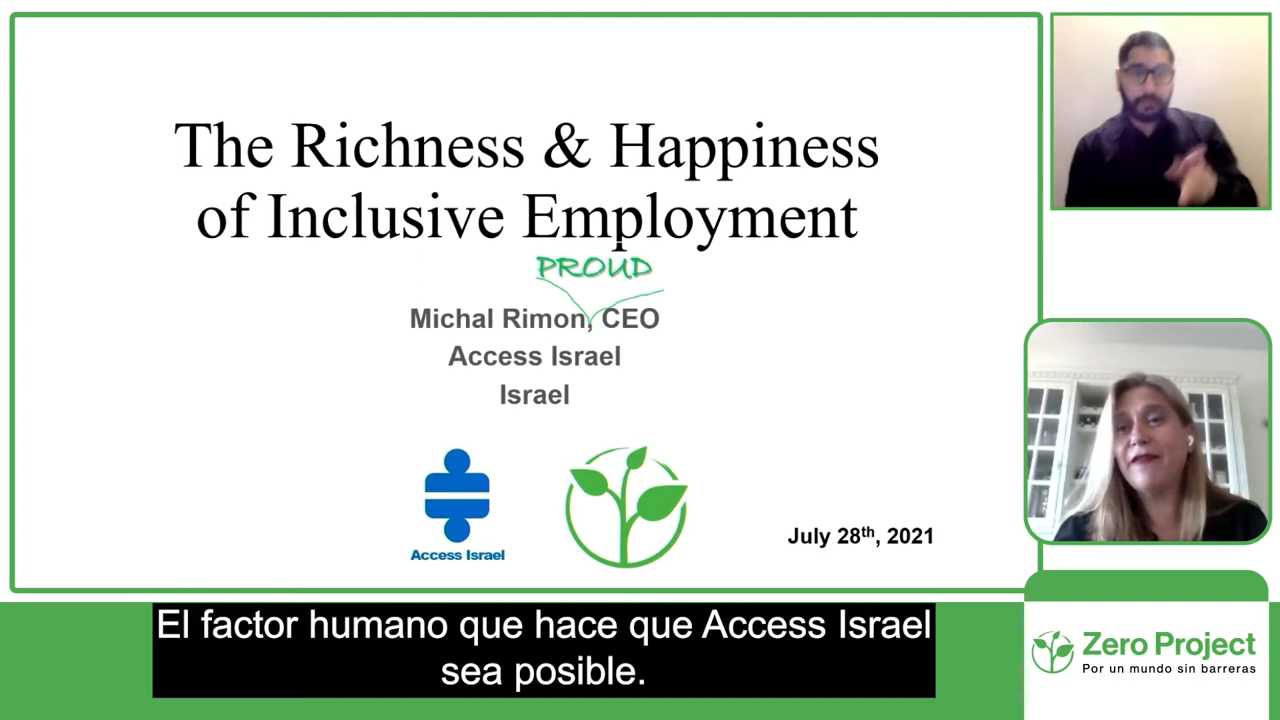 The Richness & Happiness
of Inclusive Employment
PROUD
Michal Rimon, CEO
Access Israel
Israel
Access Israel
July 28th, 2021
El factor humano que hace que Access Israel
sea posible.
Zero Project
Por un mundo sin barreras